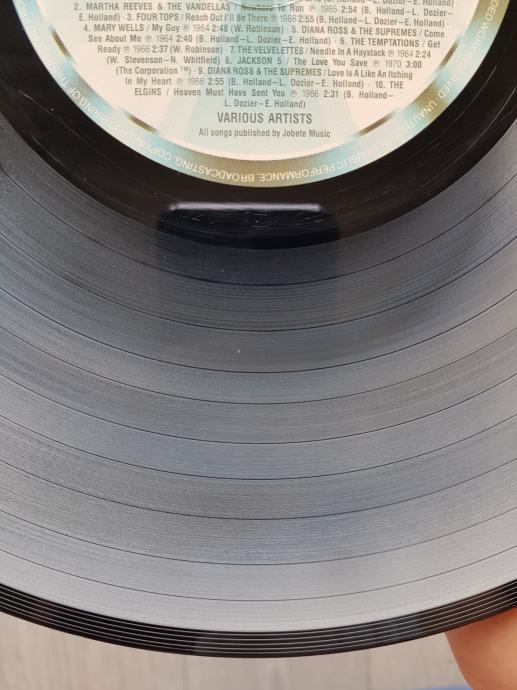 2. MARTHA REEVES & THE VANDELLAS / Nowhere To Run ℗ 1965 2:54 (B. Holland–L. Dozier–
E. Holland) · 3. FOUR TOPS / Reach Out I'll Be There ℗ 1966 2:55 (B. Holland–L. Dozier–E. Holland) ·
4. MARY WELLS / My Guy ℗ 1964 2:48 (W. Robinson) · 5. DIANA ROSS & THE SUPREMES / Come
See About Me ℗ 1964 2:40 (B. Holland–L. Dozier–E. Holland) · 6. THE TEMPTATIONS / Get
Ready ℗ 1966 2:37 (W. Robinson) · 7. THE VELVELETTES / Needle In A Haystack ℗ 1964 2:24
(W. Stevenson–N. Whitfield) 8. JACKSON 5 / The Love You Save ℗ 1970 3:00
(The Corporation ™) · 9. DIANA ROSS & THE SUPREMES / Love Is A Like An Itching
In My Heart ℗ 1966 2:55 (B. Holland–L. Dozier–E. Holland) · 10. THE
ELGINS / Heaven Must Have Sent You ℗ 1966 2:31 (B. Holland–
L. Dozier–E. Holland)
VARIOUS ARTISTS
All songs published by Jobete Music
UNAUTHORISED PUBLIC PERFORMANCE, BROADCASTING, COPYING